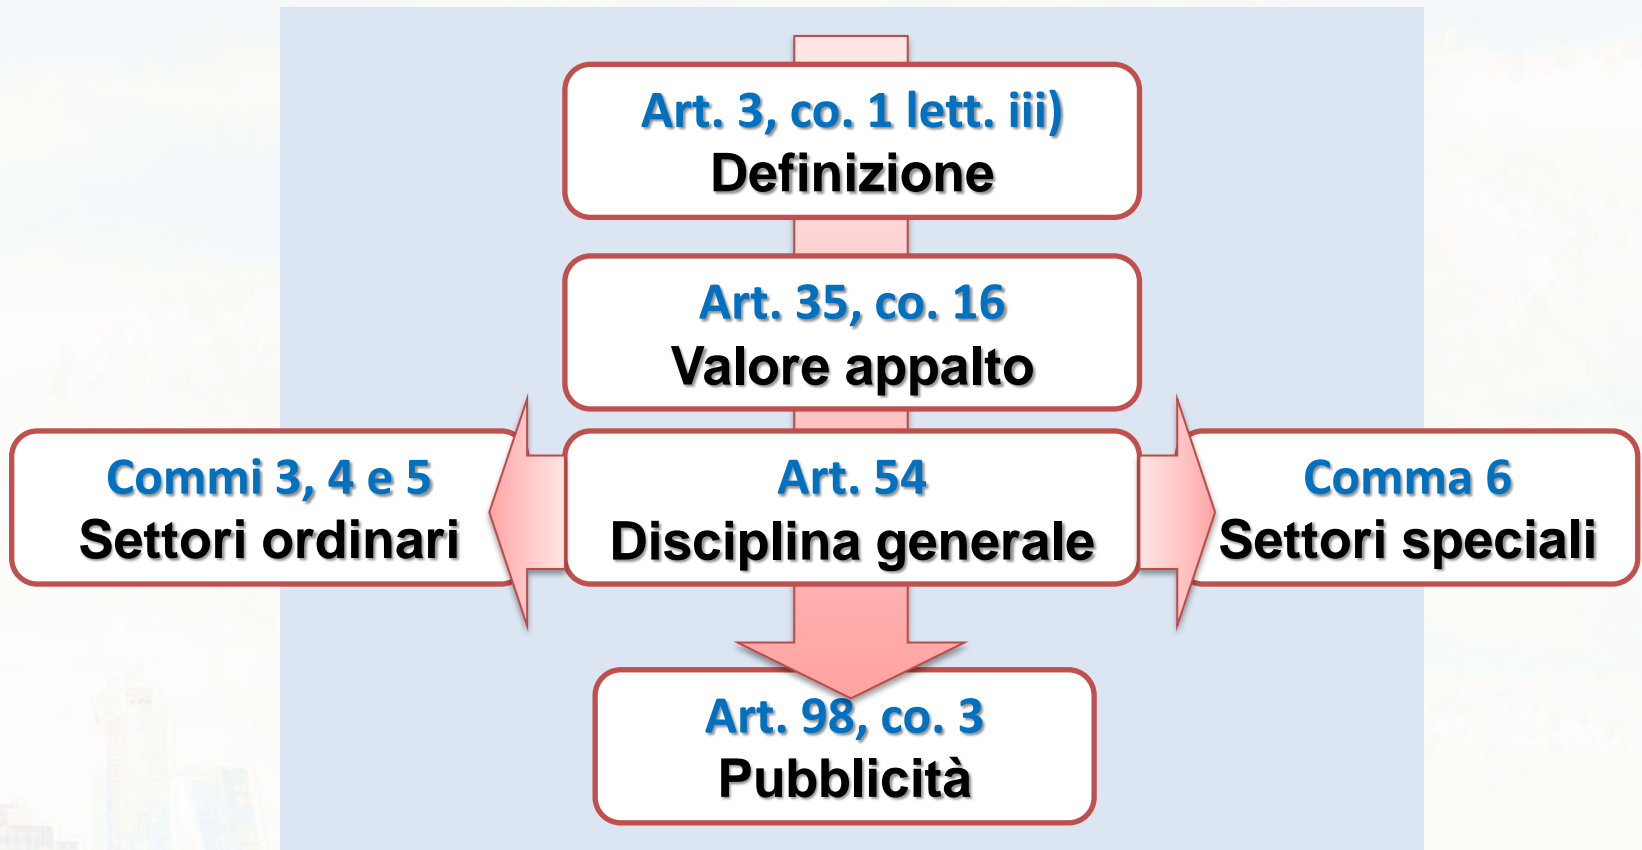 Art. 3, co. 1 lett. iii)
Definizione
Art. 35, co. 16
Valore appalto
Commi 3, 4 e 5
Settori ordinari
Art. 54
Disciplina generale
Comma 6
Settori speciali
Art. 98, co. 3
Pubblicità